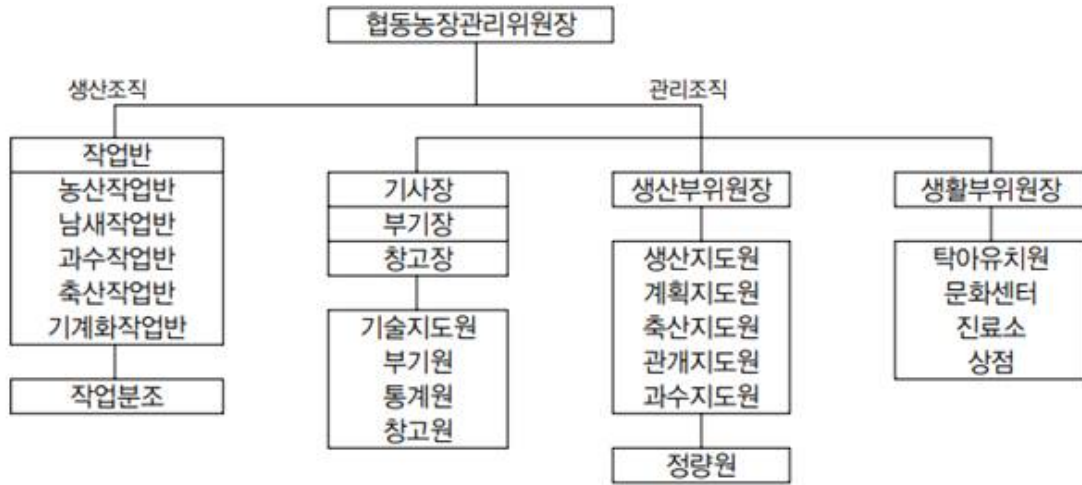 협동농장관리위원장
생산조직
관리조직
작업반
농산작업반
남새작업반
과수작업반
축산작업반
기계화작업반
작업분조
기사장
부기장
창고장
기술지도원
부기원
통계원
창고원
생산부위원장
생산지도원
계획지도원
축산지도원
관개지도원
과수지도원
정량원
생활부위원장
탁아유치원
문화센터
진료소
상점